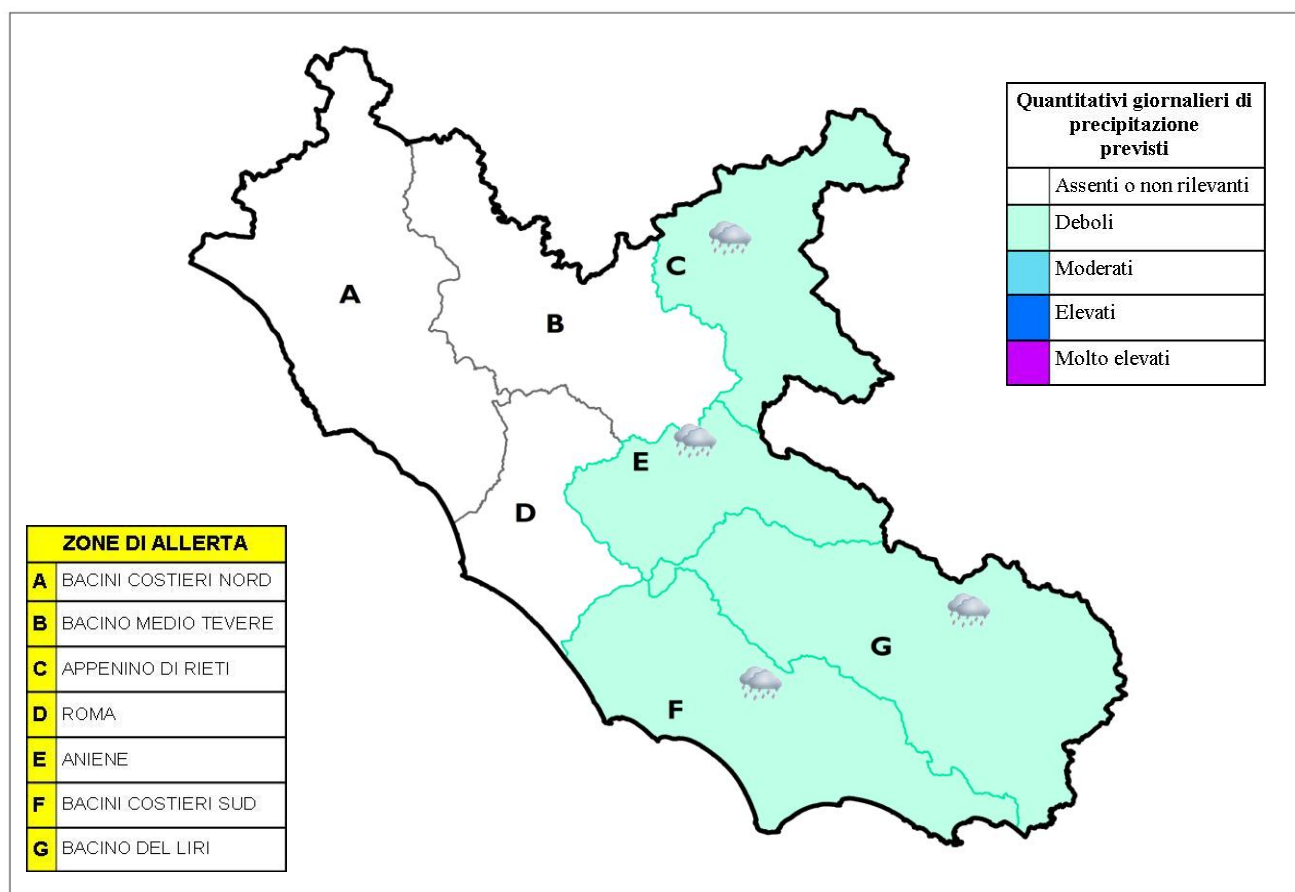 Quantitativi giornalieri di
precipitazione
previsti
Assenti o non rilevanti
Deboli
Moderati
Elevati
Molto elevati
C
A
B
E
D
G
F
ZONE DI ALLERTA
A BACINI COSTIERI NORD
B BACINO MEDIO TEVERE
C APPENINO DI RIETI
D ROMA
E ANIENE
F BACINI COSTIERI SUD
G BACINO DEL LIRI